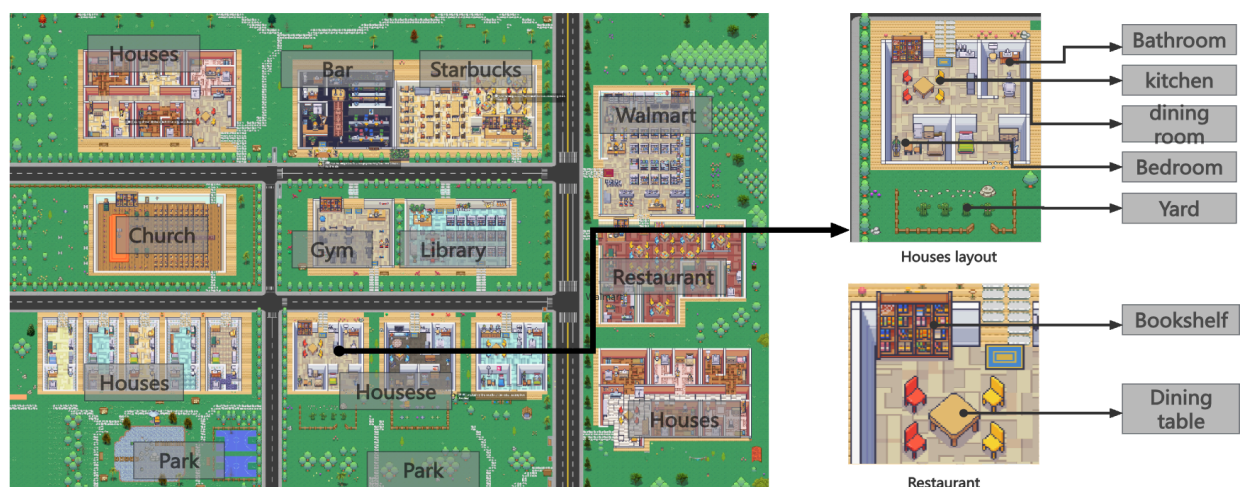 Houses
Bar
Starbucks
Walmart
Church
Gym
Library
Restaurant
Walmart
Houses
Housese
Houses
Park
Park
Bathroom
kitchen
dining
room
Bedroom
Yard
Houses layout
Bookshelf
Dining
table
Restaurant